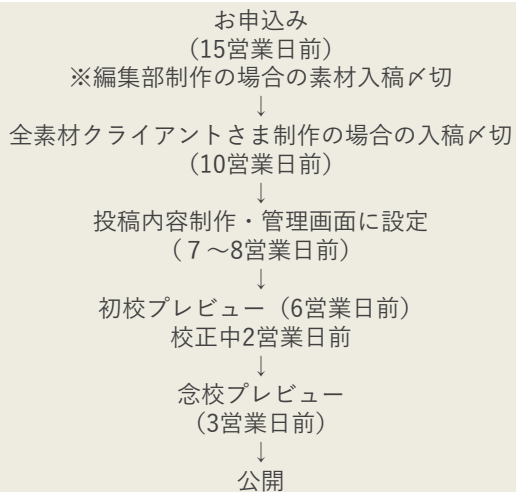 お申込み
（15営業日前）
※編集部制作の場合の素材入稿〆切
↓
全素材クライアントさま制作の場合の入稿〆切
（10営業日前）
↓
投稿内容制作・管理画面に設定
（７～8営業日前）
↓
初校プレビュー（6営業日前）
校正中2営業日前
↓
念校プレビュー
（3営業日前）
↓
公開